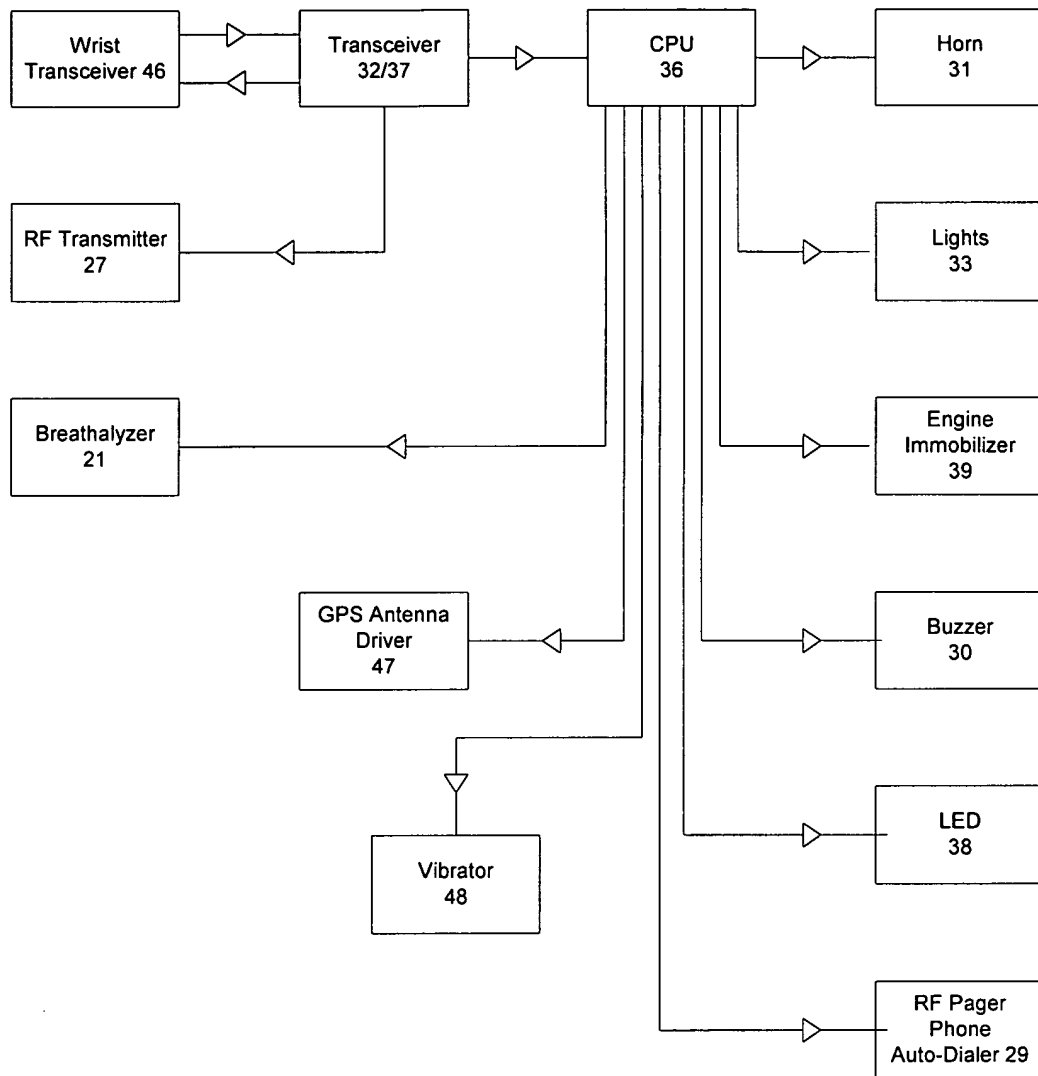 Wrist
Transceiver 46
Transceiver
32/37
CPU
36
Horn
31
RF Transmitter
27
Lights
33
Breathalyzer
21
Engine
Immobilizer
39
GPS Antenna
Driver
47
Buzzer
30
Vibrator
48
LED
38
RF Pager
Phone
Auto-Dialer 29